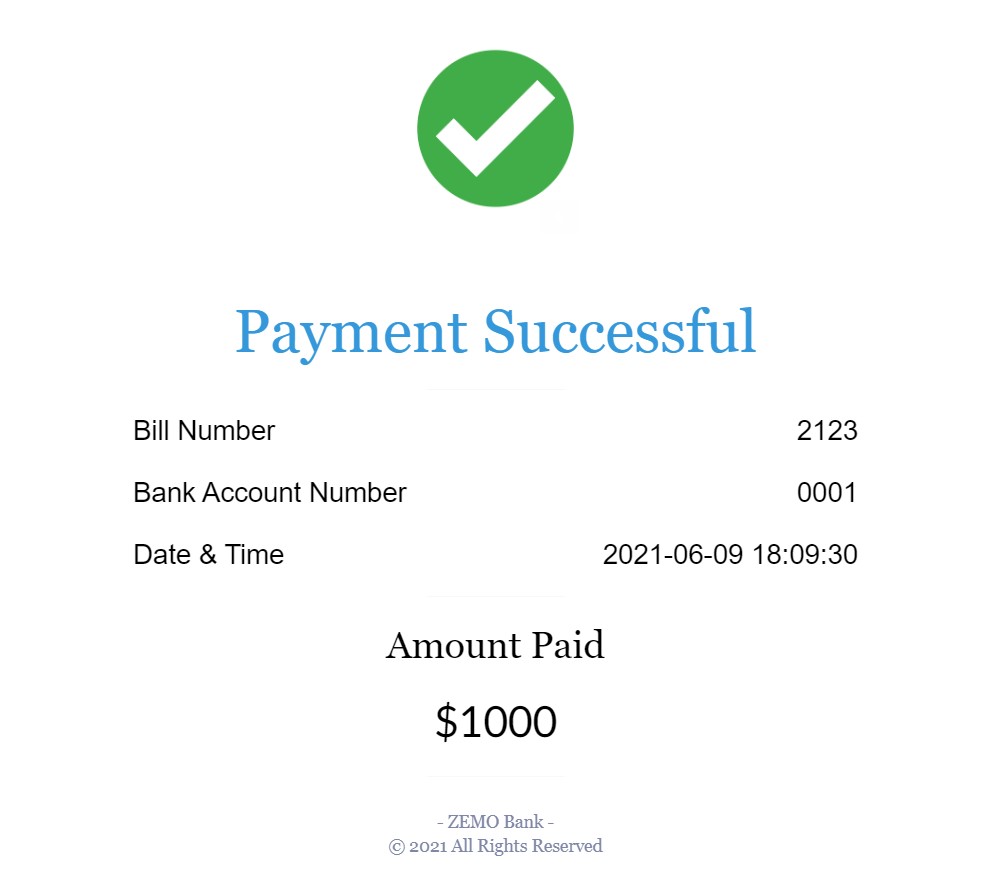 Payment Successful
Bill Number 2123
Bank Account Number 0001
Date & Time 2021-06-09 18:09:30
Amount Paid
$1000
- ZEMO Bank -
© 2021 All Rights Reserved